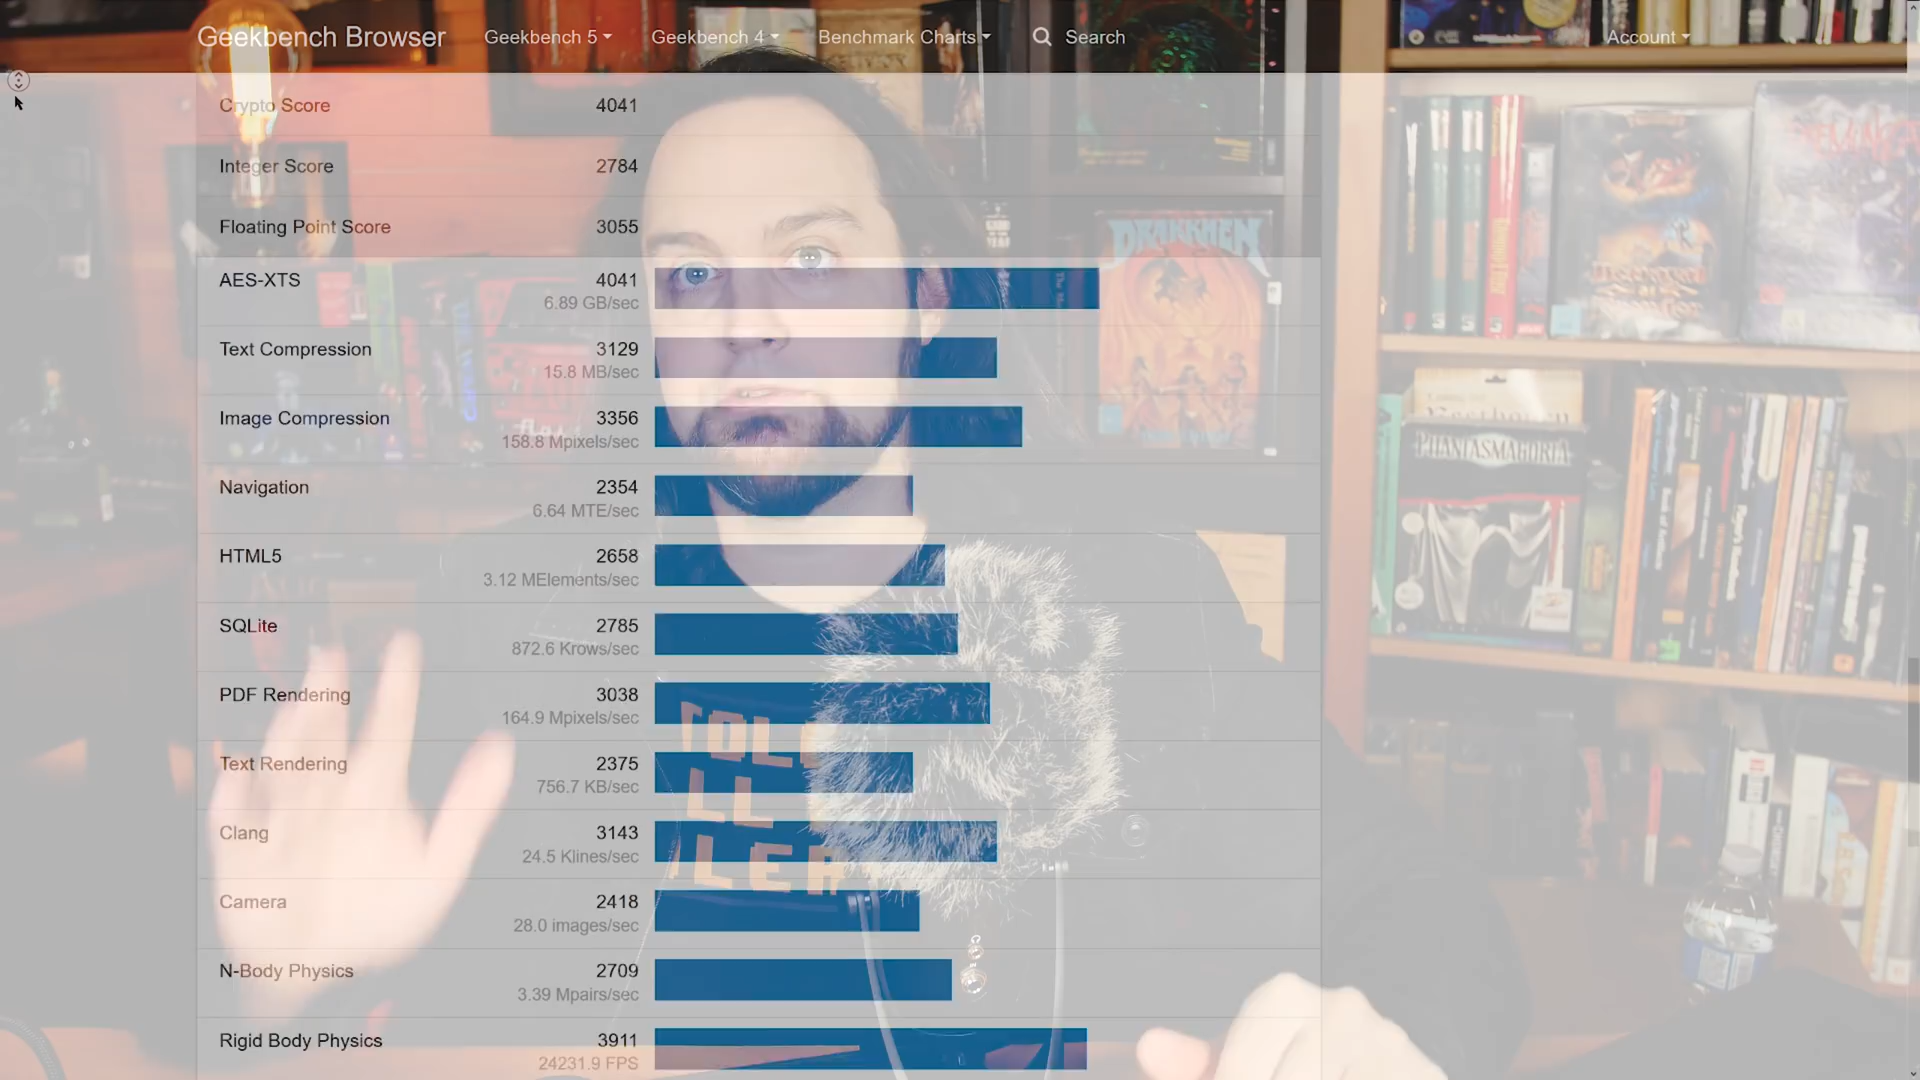 Geekbench Browser Geekbench 5 Geekbench 4 Benchmark Charts Search Account
Crypto Score 4041
Integer Score 2784
Floating Point Score 3055
AES-XTS 4041
6.89 GB/sec
Text Compression 3129
15.8 MB/sec
Image Compression 3356
158.8 Mpixels/sec
Navigation 2354
6.64 MTE/sec
HTML5 2658
3.12 MElements/sec
SQLite 2785
872.6 Krows/sec
PDF Rendering 3038
164.9 Mpixels/sec
Text Rendering 2375
756.7 KB/sec
Clang 3143
24.5 Klines/sec
Camera 2418
28.0 images/sec
N-Body Physics 2709
3.39 Mpairs/sec
Rigid Body Physics 3911
24231.9 FPS
DRAKKHEN
PHANTASMAGORIA